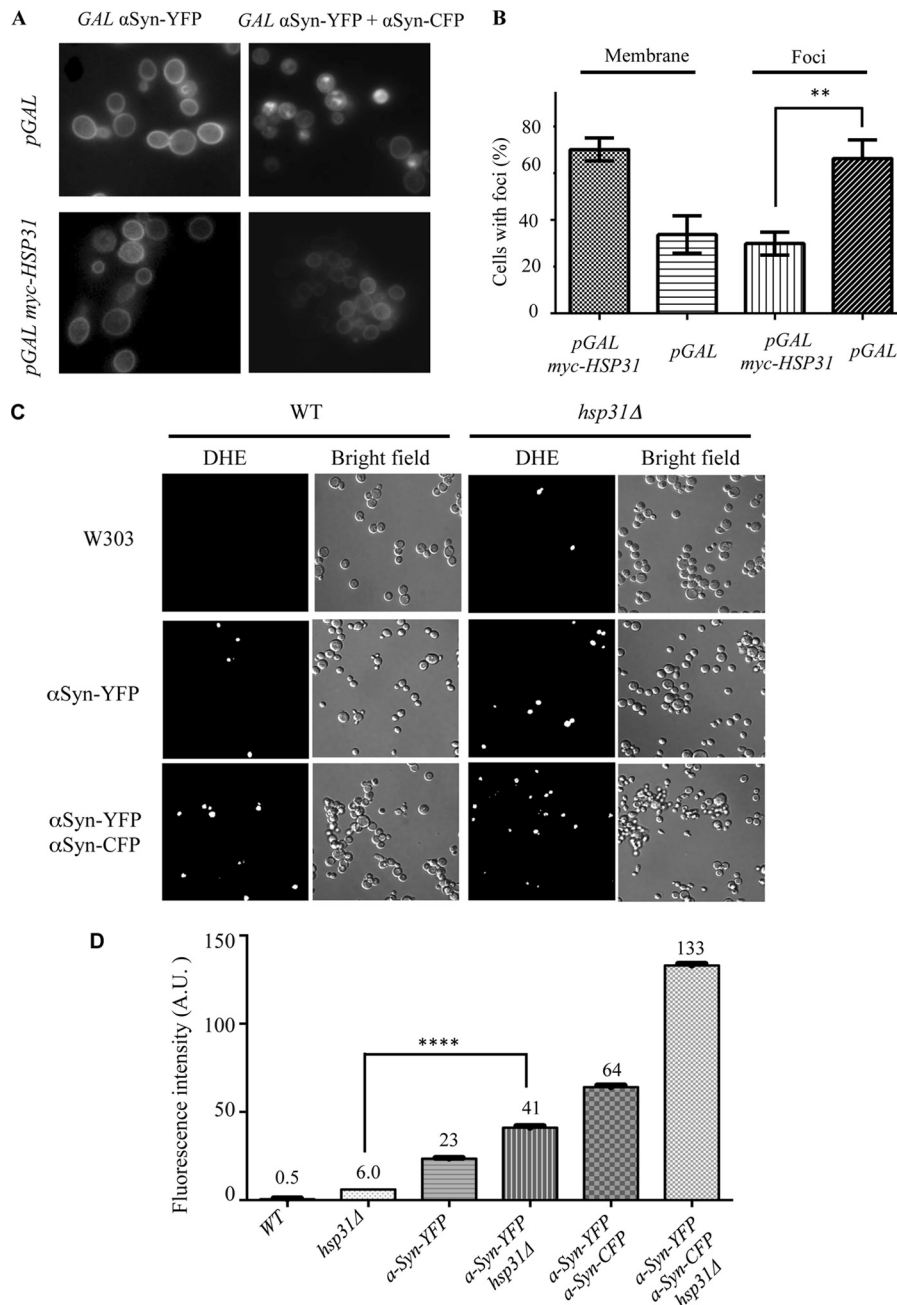 A
GAL αSyn-YFP
GAL αSyn-YFP + αSyn-CFP
pGAL
pGAL myc-HSP31
B
Membrane
Foci
**
Cells with foci (%)
80
60
40
20
0
pGAL
myc-HSP31
pGAL
pGAL
myc-HSP31
pGAL
C
WT
hsp31Δ
DHE
Bright field
DHE
Bright field
W303
αSyn-YFP
αSyn-YFP
αSyn-CFP
D
Fluorescence intensity (A.U. )
150
100
50
0
0.5
6.0
****
23
41
64
133
WT
hsp31Δ
a-Syn-YFP
a-Syn-YFP
hsp31Δ
a-Syn-YFP
a-Syn-CFP
a-Syn-YFP
a-Syn-CFP
hsp31Δ